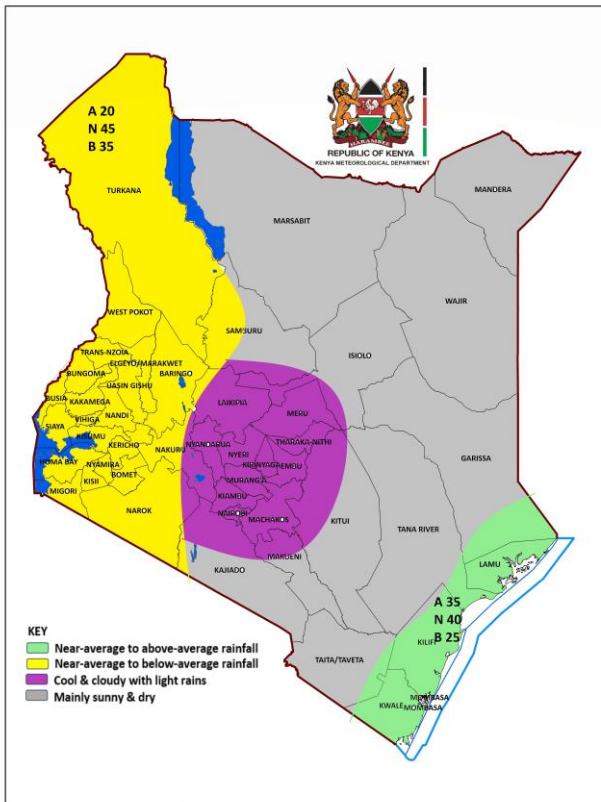 A 20
N 45
B 35
REPUBLIC OF KENYA
KENYA METEOROLOGICAL DEPARTMENT
TURKANA
MANDERA
MARSABIT
WAJIR
WEST POKOT
SAMBURU
ISIOLO
TRANS-NZOIA
ELGEYO/MARAKWET
BUNGOMA
BARINGO
UASIN GISHU
BUSIA
KAKAMEGA
LAIKIPIA
MERU
NANDI
VIHIGA
SIAYA
KISUMU
NYANDARUA
THARAKA-NITHI
KERICHO
NAKURU
NYERI
GARISSA
HOMA BAY
NYAMIRA
KIRINYAGA
EMBU
BOMET
KISII
MURANG'A
MIGORI
NAROK
KIAMBU
NAIROBI
MACHAKOS
KITUI
TANA RIVER
MAKUENI
LAMU
KAJIADO
A 35
N 40
B 25
KILIFI
TAITA/TAVETA
MOMBASA
KWALE
MOMBASA
KEY
Near-average to above-average rainfall
Near-average to below-average rainfall
Cool & cloudy with light rains
Mainly sunny & dry